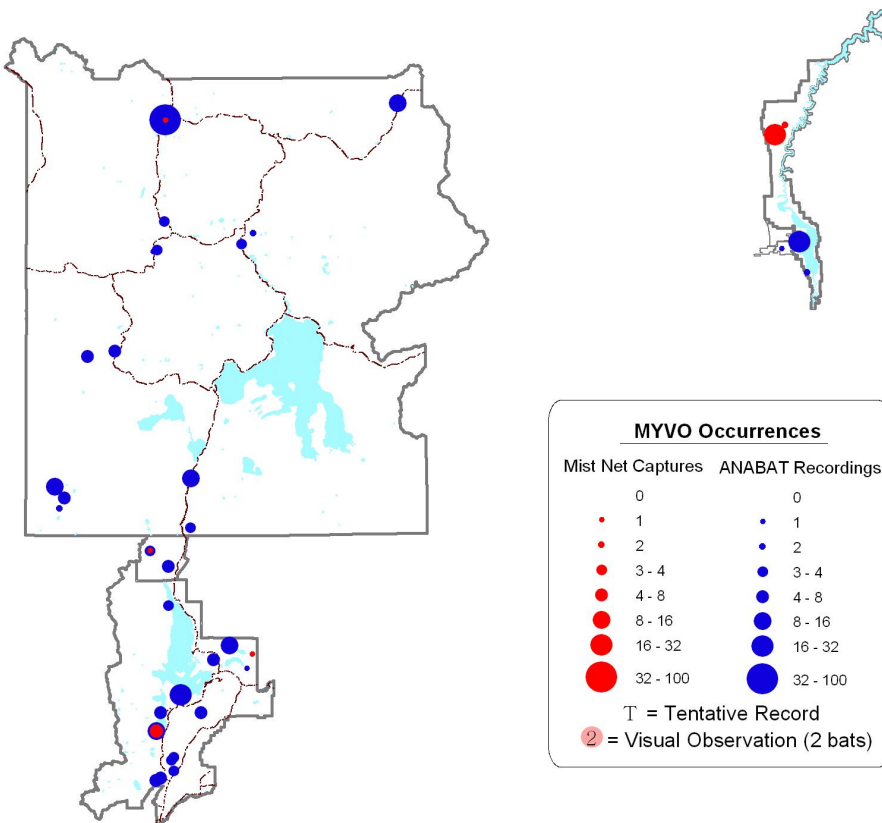 MYVO Occurrences
Mist Net Captures ANABAT Recordings
0 0
1 1
2 2
3 - 4 3 - 4
4 - 8 4 - 8
8 - 16 8 - 16
16 - 32 16 - 32
32 - 100 32 - 100
T = Tentative Record
2 = Visual Observation (2 bats)